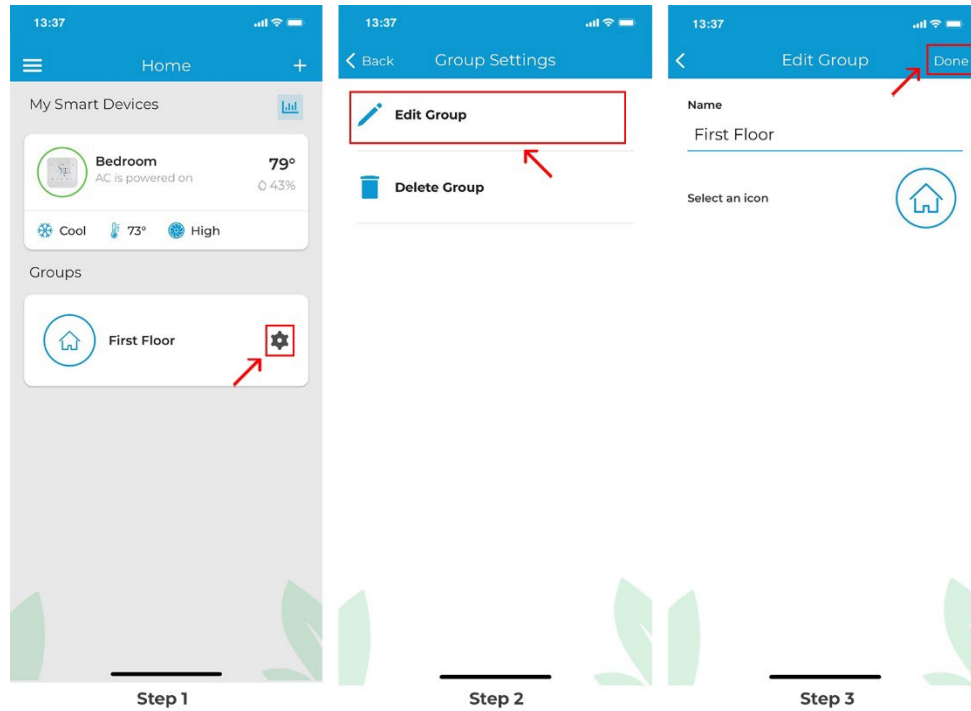 13:37
Home
My Smart Devices
Bedroom
79°
AC is powered on
43%
Cool
73°
High
Groups
First Floor
Step 1
13:37
Back
Group Settings
Edit Group
Delete Group
Step 2
13:37
Edit Group
Done
Name
First Floor
Select an icon
Step 3